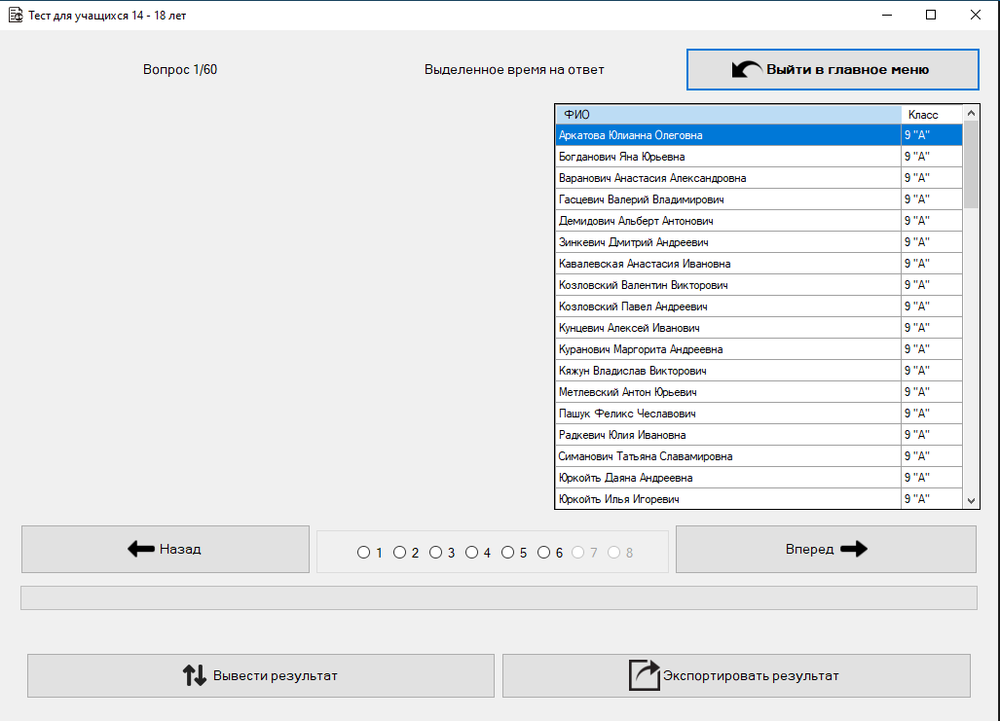 Тест для учащихся 14 - 18 лет
Вопрос 1/60
Выделенное время на ответ
Выйти в главное меню
ФИО Класс
Аркатова Юлианна Олеговна 9 "А"
Богданович Яна Юрьевна 9 "А"
Варанович Анастасия Александровна 9 "А"
Гасцевич Валерий Владимирович 9 "А"
Демидович Альберт Антонович 9 "А"
Зинкевич Дмитрий Андреевич 9 "А"
Кавалевская Анастасия Ивановна 9 "А"
Козловский Валентин Викторович 9 "А"
Козловский Павел Андреевич 9 "А"
Кунцевич Алексей Иванович 9 "А"
Куранович Маргорита Андреевна 9 "А"
Кяжун Владислав Викторович 9 "А"
Метлевский Антон Юрьевич 9 "А"
Пашук Феликс Чеславович 9 "А"
Радкевич Юлия Ивановна 9 "А"
Симанович Татьяна Славамировна 9 "А"
Юркойть Даяна Андреевна 9 "А"
Юркойть Илья Игоревич 9 "А"
Назад
1 2 3 4 5 6 7 8
Вперед
Вывести результат
Экспортировать результат